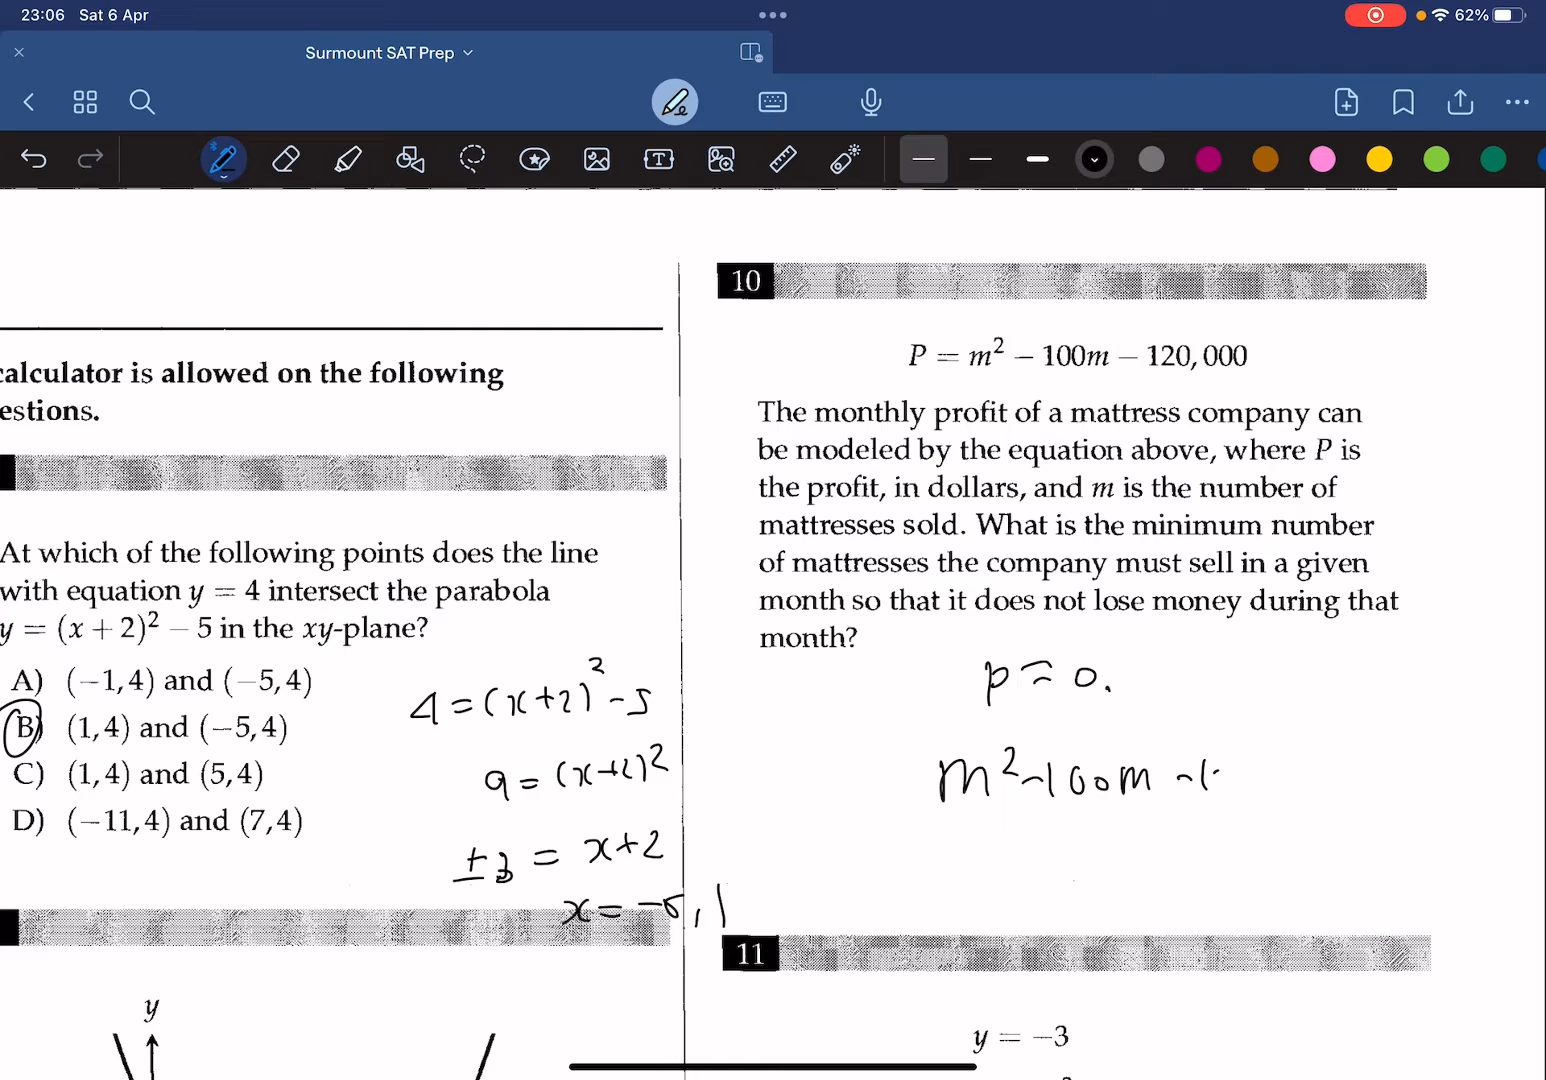 23:06 Sat 6 Apr
62%
Surmount SAT Prep
T
calculator is allowed on the following
estions.
At which of the following points does the line
with equation y = 4 intersect the parabola
y = (x + 2)² − 5 in the xy-plane?
A) (−1, 4) and (−5, 4)
B) (1, 4) and (−5, 4)
C) (1, 4) and (5, 4)
D) (−11, 4) and (7, 4)
4 = (x+2)² - 5
9 = (x+2)²
±3 = x+2
x = -5, 1
y
10
P = m² − 100m − 120,000
The monthly profit of a mattress company can
be modeled by the equation above, where P is
the profit, in dollars, and m is the number of
mattresses sold. What is the minimum number
of mattresses the company must sell in a given
month so that it does not lose money during that
month?
p = 0.
m² - 100m - 1
11
y = −3